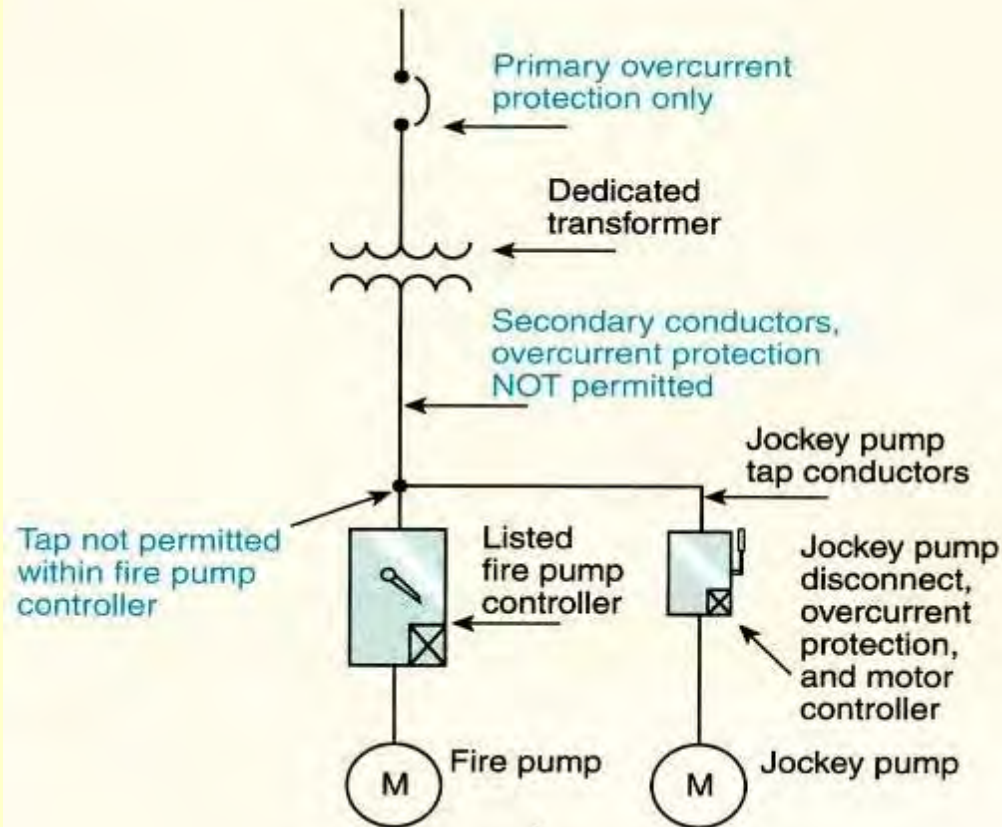 Primary overcurrent
protection only
Dedicated
transformer
Secondary conductors,
overcurrent protection
NOT permitted
Jockey pump
tap conductors
Tap not permitted
within fire pump
controller
Listed
fire pump
controller
Jockey pump
disconnect,
overcurrent
protection,
and motor
controller
M
Fire pump
M
Jockey pump